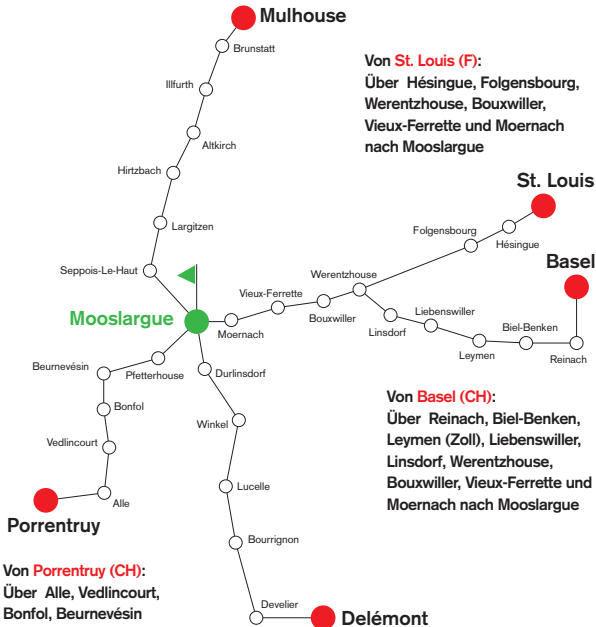 Mulhouse
Brunstatt
Illfurth
Altkirch
Hirtzbach
Largitzen
Seppois-Le-Haut
Mooslargue
Von St. Louis (F):
Über Hésingue, Folgensbourg,
Werentzhouse, Bouxwiller,
Vieux-Ferrette und Moernach
nach Mooslargue
St. Louis
Folgensbourg
Hésingue
Basel
Werentzhouse
Vieux-Ferrette
Bouxwiller
Moernach
Liebenswiller
Linsdorf
Biel-Benken
Leymen
Reinach
Beurnevésin
Pfetterhouse
Durlinsdorf
Bonfol
Winkel
Vedlincourt
Alle
Porrentruy
Lucelle
Bourrignon
Develier
Delémont
Von Basel (CH):
Über Reinach, Biel-Benken,
Leymen (Zoll), Liebenswiller,
Linsdorf, Werentzhouse,
Bouxwiller, Vieux-Ferrette und
Moernach nach Mooslargue
Von Porrentruy (CH):
Über Alle, Vedlincourt,
Bonfol, Beurnevésin